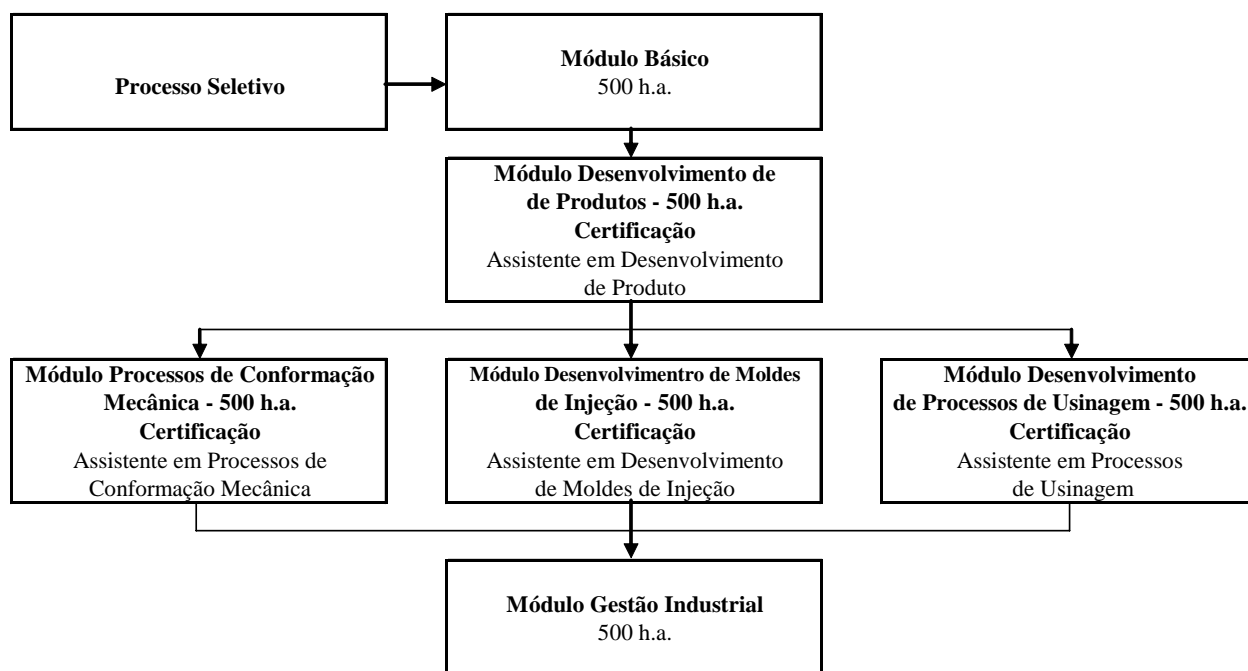 Processo Seletivo
Módulo Básico
500 h.a.
Módulo Desenvolvimento de
de Produtos - 500 h.a.
Certificação
Assistente em Desenvolvimento
de Produto
Módulo Processos de Conformação
Mecânica - 500 h.a.
Certificação
Assistente em Processos de
Conformação Mecânica
Módulo Desenvolvimentro de Moldes
de Injeção - 500 h.a.
Certificação
Assistente em Desenvolvimento
de Moldes de Injeção
Módulo Desenvolvimento
de Processos de Usinagem - 500 h.a.
Certificação
Assistente em Processos
de Usinagem
Módulo Gestão Industrial
500 h.a.